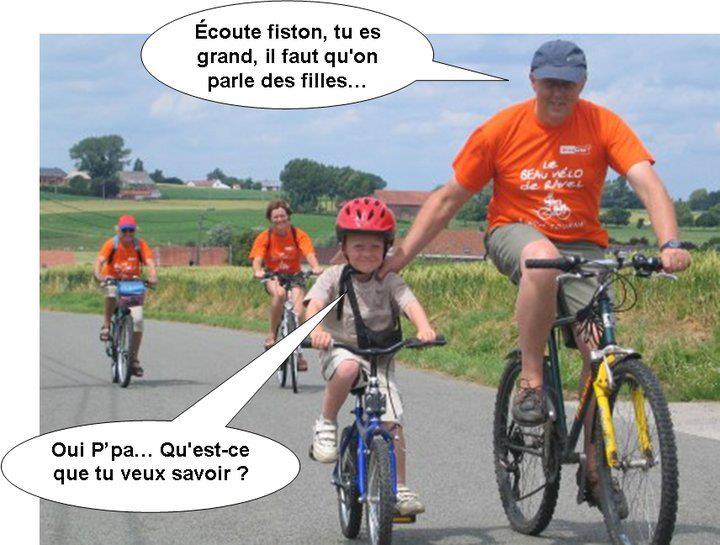 Écoute fiston, tu es
grand, il faut qu'on
parle des filles…
LE
BEAU VÉLO
de RAVEL
Oui P’pa… Qu'est-ce
que tu veux savoir ?